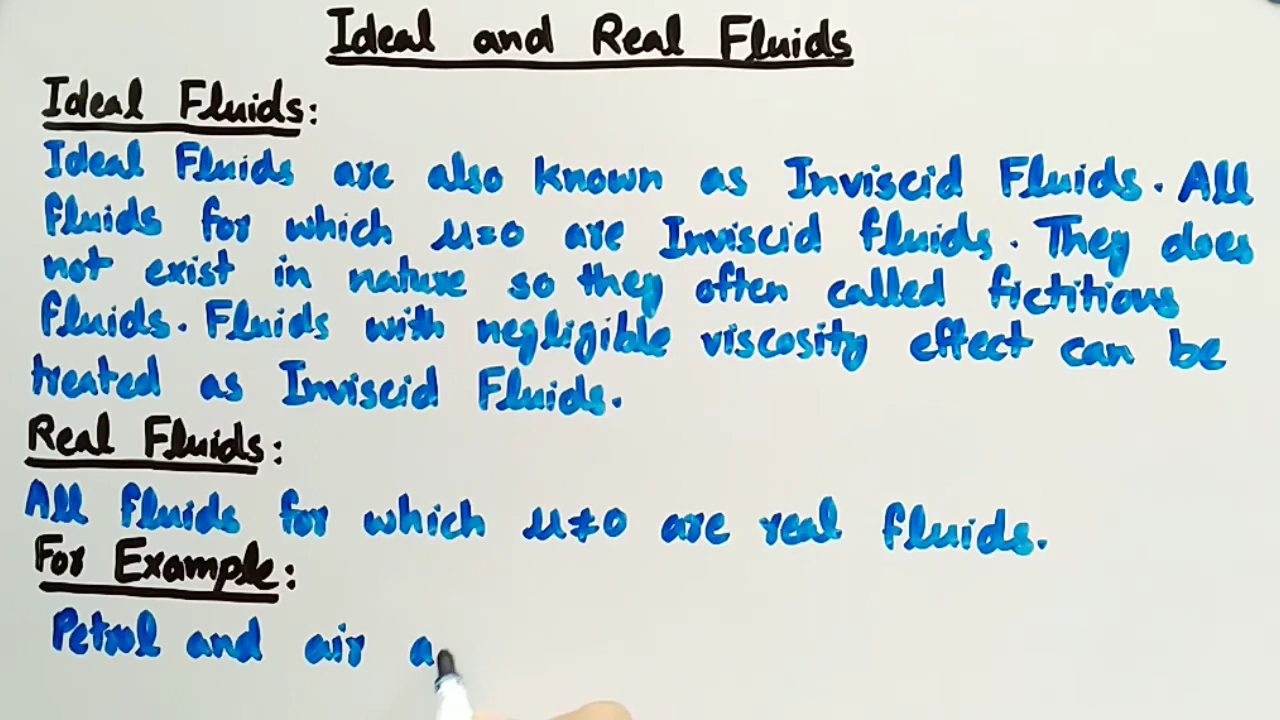 Ideal and Real Fluids
Ideal Fluids:
Ideal Fluids are also known as Inviscid Fluids. All
fluids for which μ=0 are Inviscid fluids. They does
not exist in nature so they often called fictitious
fluids. Fluids with negligible viscosity effect can be
treated as Inviscid Fluids.
Real Fluids:
All fluids for which μ≠0 are real fluids.
For Example:
Petrol and air a